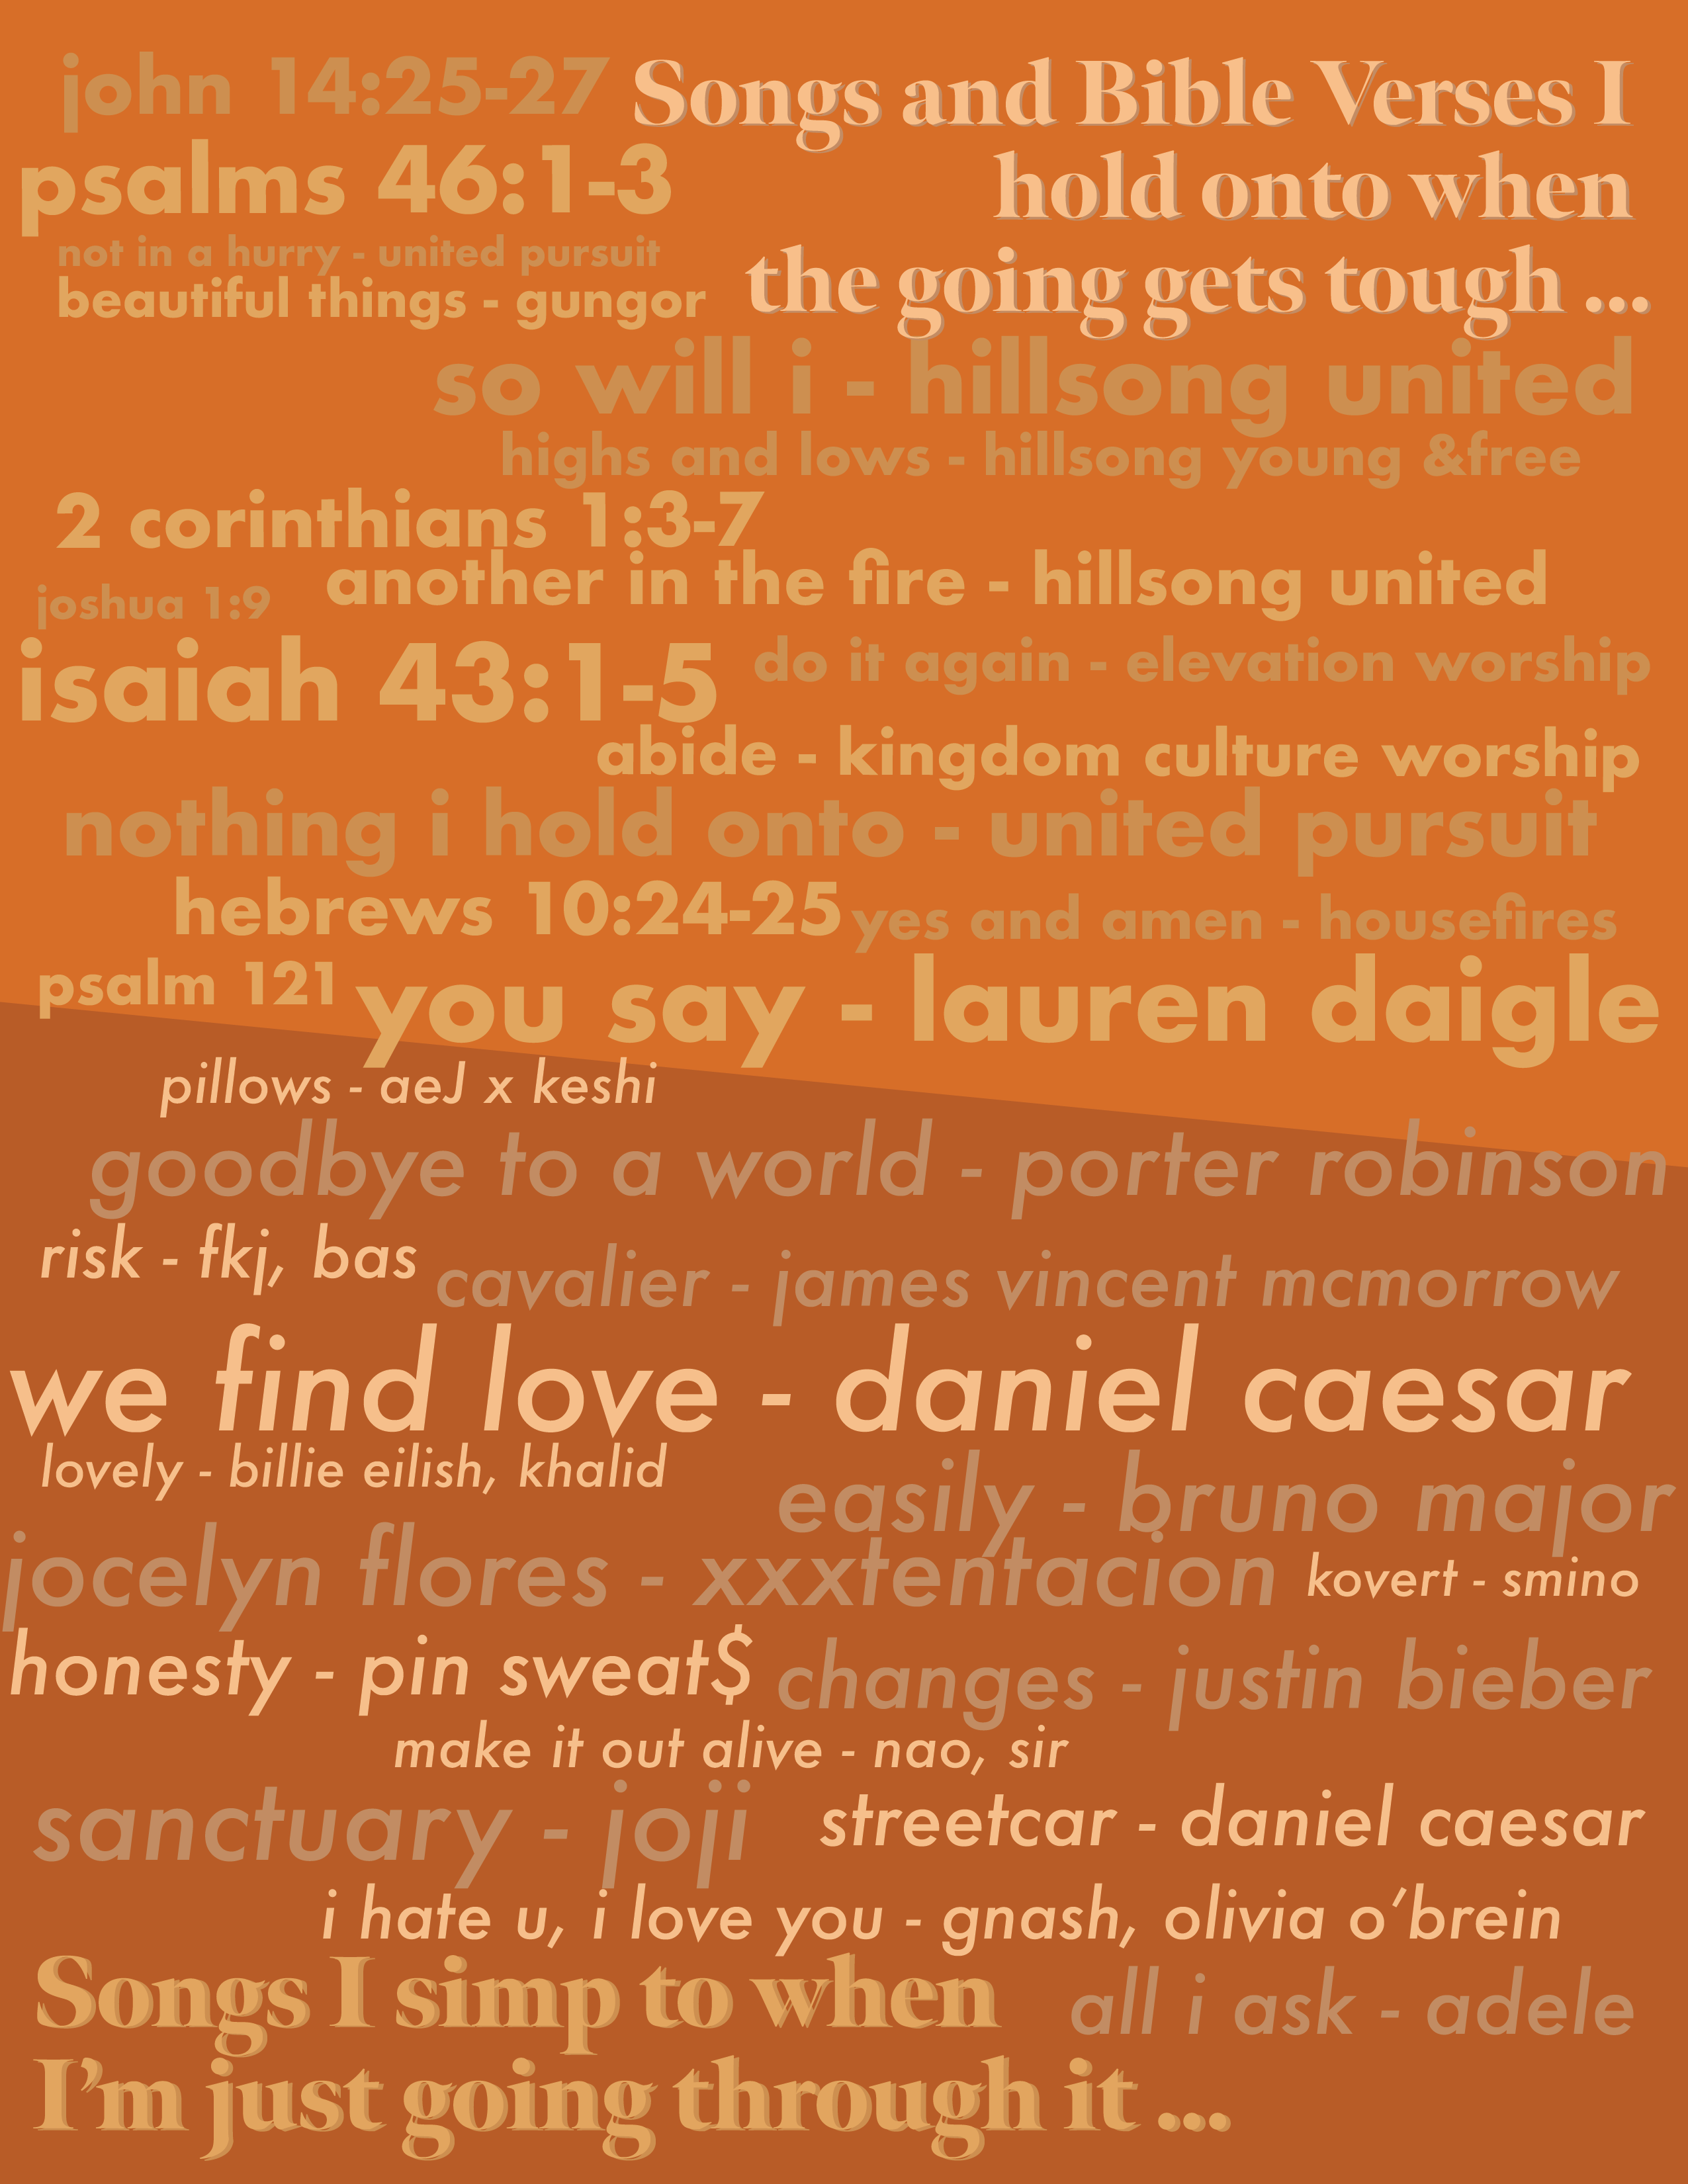 john 14:25-27
Songs and Bible Verses I
hold onto when
the going gets tough ...
psalms 46:1-3
not in a hurry - united pursuit
beautiful things - gungor
so will i - hillsong united
highs and lows - hillsong young &free
2 corinthians 1:3-7
another in the fire - hillsong united
joshua 1:9
isaiah 43:1-5
do it again - elevation worship
abide - kingdom culture worship
nothing i hold onto - united pursuit
hebrews 10:24-25
yes and amen - housefires
psalm 121
you say - lauren daigle
pillows - aeJ x keshi
goodbye to a world - porter robinson
risk - fkj, bas
cavalier - james vincent mcmorrow
we find love - daniel caesar
lovely - billlie eilish, khalid
easily - bruno major
jocelyn flores - xxxtentacion
kovert - smino
honesty - pin sweat$
changes - justin bieber
make it out alive - nao, sir
sanctuary - joji
streetcar - daniel caesar
i hate u, i love you - gnash, olivia o'brein
all i ask - adele
Songs I simp to when
I'm just going through it ...